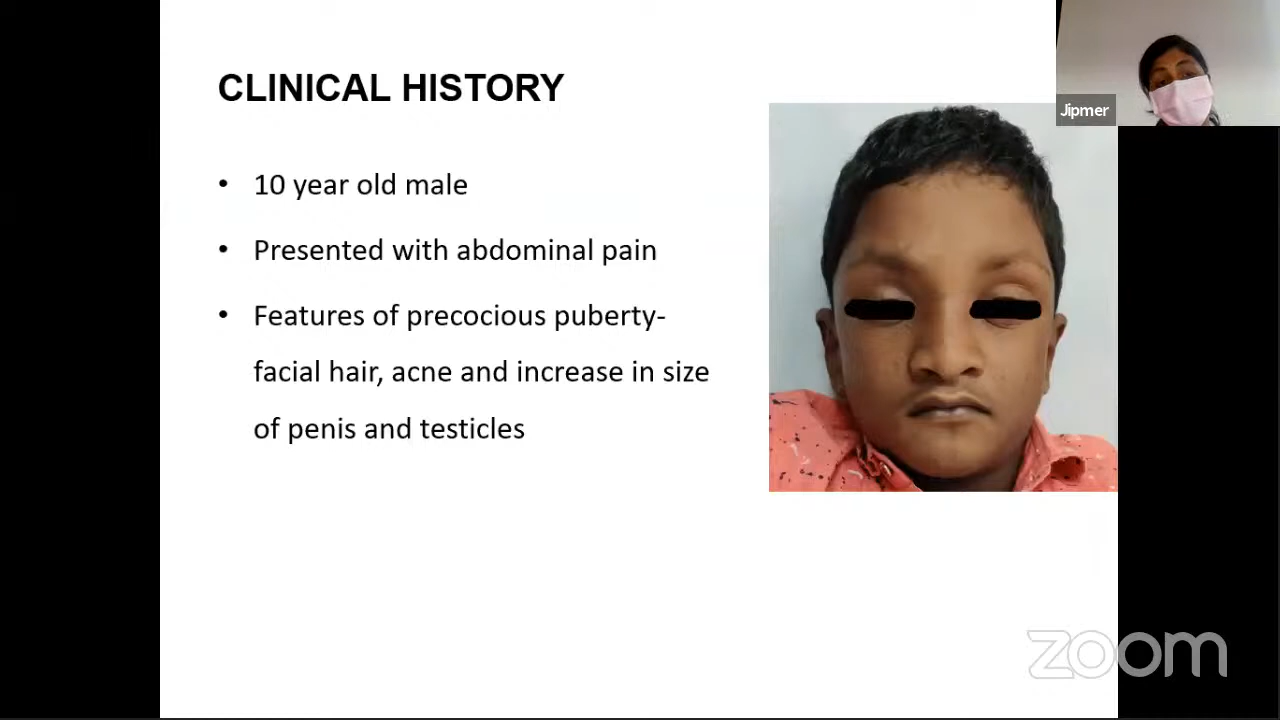 CLINICAL HISTORY
Jipmer
• 10 year old male
• Presented with abdominal pain
• Features of precocious puberty-
facial hair, acne and increase in size
of penis and testicles
zoom